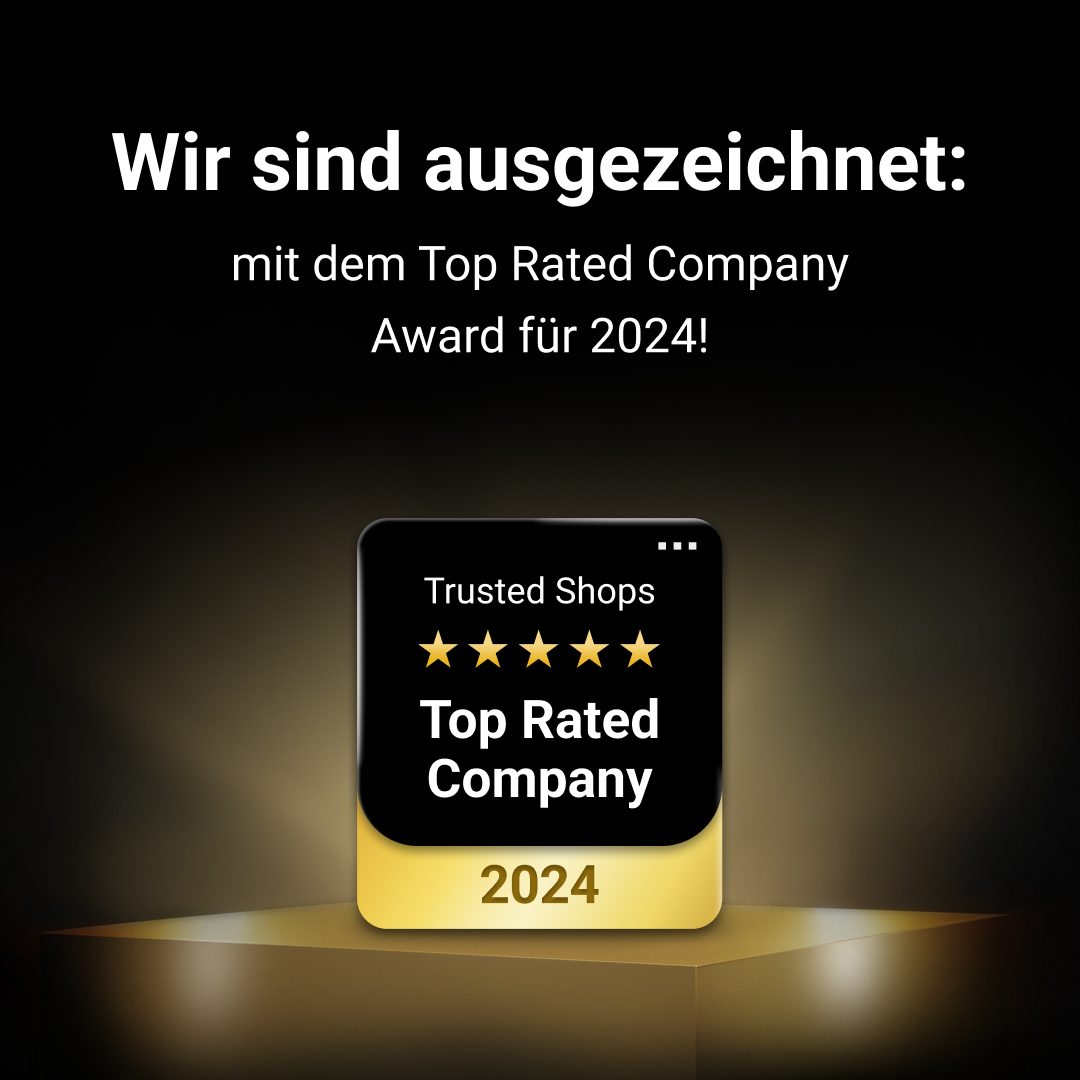 Wir sind ausgezeichnet:
mit dem Top Rated Company
Award für 2024!
Trusted Shops
Top Rated
Company
2024